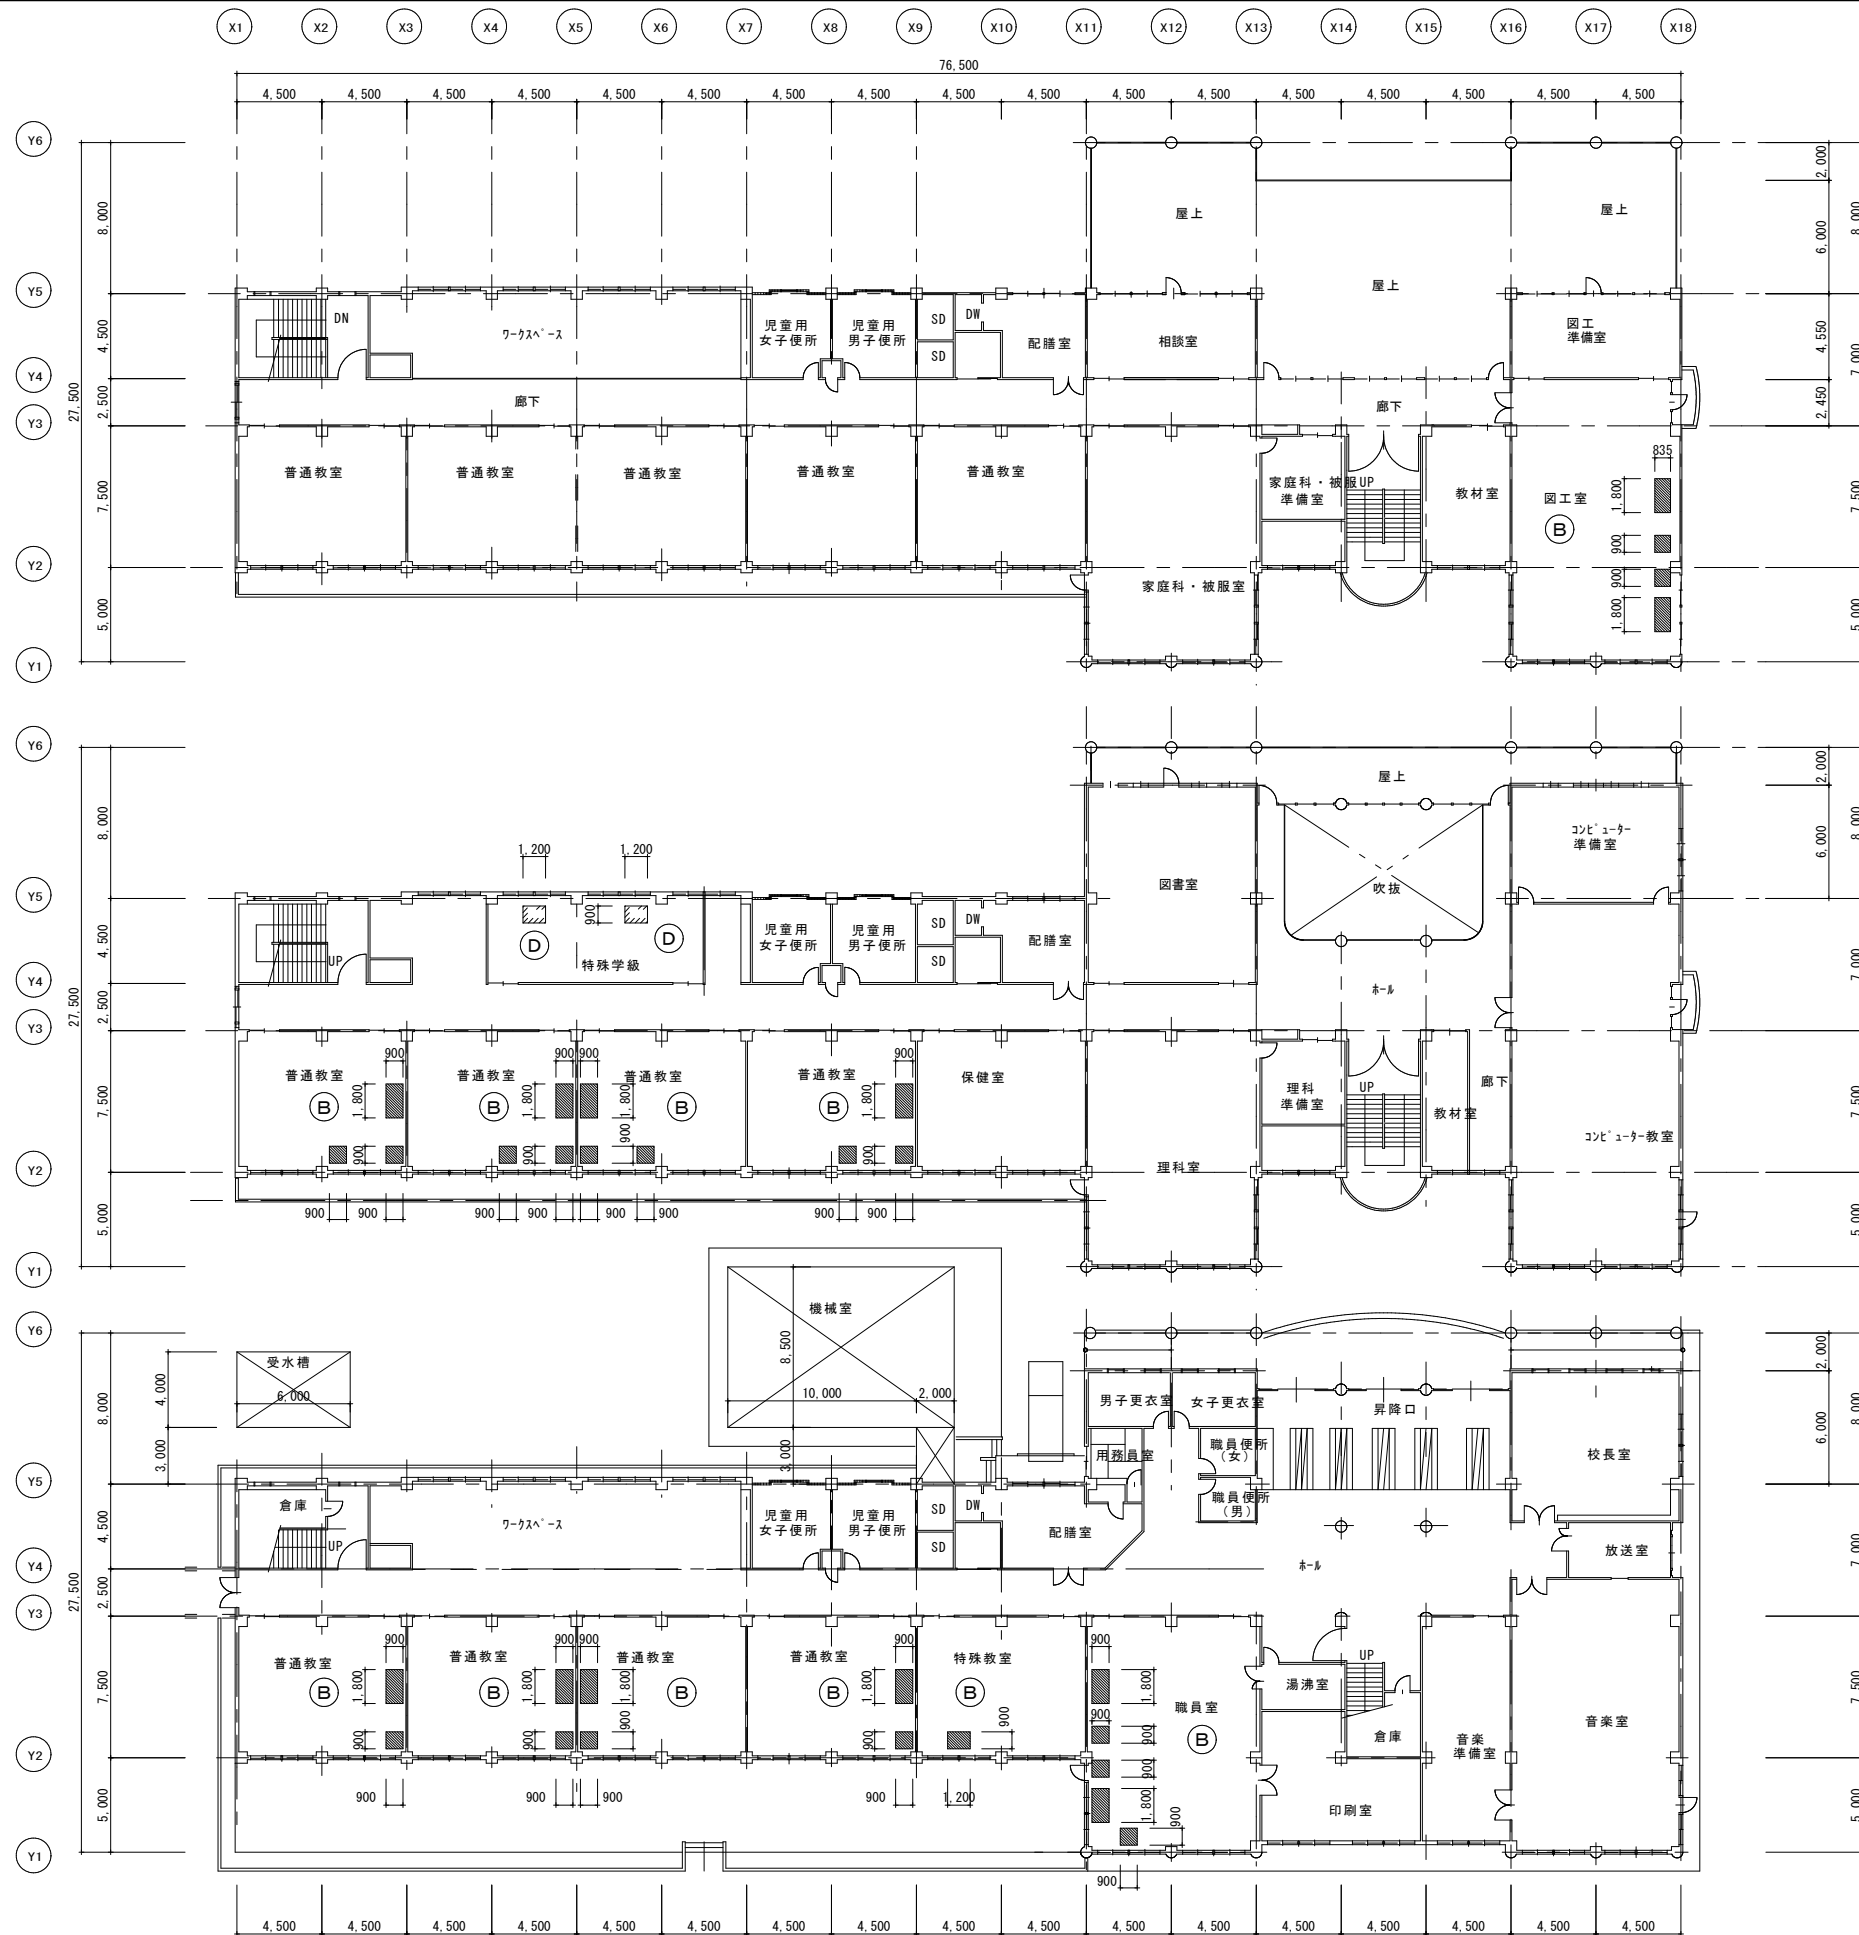 X1 X2 X3 X4 X5 X6 X7 X8 X9 X10 X11 X12 X13 X14 X15 X16 X17 X18
76,500
4,500 4,500 4,500 4,500 4,500 4,500 4,500 4,500 4,500 4,500 4,500 4,500 4,500 4,500 4,500 4,500 4,500
Y6
Y5
Y4
Y3
Y2
Y1
27,500
8,000
4,500
2,500
7,500
5,000
屋上
屋上
屋上
DN
ワークスペース
児童用
女子便所
児童用
男子便所
SD
SD
DW
配膳室
相談室
図工
準備室
廊下
廊下
普通教室
普通教室
普通教室
普通教室
普通教室
家庭科・被服
準備室
UP
教材室
図工室
B
家庭科・被服室
835
1,800
900
900
1,800
2,000
6,000
4,550
2,450
8,000
7,000
7,500
5,000
Y6
Y5
Y4
Y3
Y2
Y1
27,500
8,000
4,500
2,500
7,500
5,000
屋上
コンピューター
準備室
図書室
吹抜
1,200
1,200
900
D
D
特殊学級
UP
児童用
女子便所
児童用
男子便所
SD
SD
DW
配膳室
ホール
900 900 900 900
普通教室
普通教室
普通教室
普通教室
保健室
B
B
B
B
1,800
1,800
1,800
1,800
900
900
900
900
理科
準備室
UP
教材室
廊下
コンピューター教室
理科室
900 900 900 900 900 900 900 900
2,000
6,000
8,000
7,000
7,500
5,000
Y6
Y5
Y4
Y3
Y2
Y1
27,500
8,000
4,500
2,500
7,500
5,000
受水槽
6,000
4,000
3,000
機械室
8,500
10,000
2,000
3,000
男子更衣室
女子更衣室
用務員室
職員便所
(女)
職員便所
(男)
昇降口
校長室
倉庫
UP
ワークスペース
児童用
女子便所
児童用
男子便所
SD
SD
DW
配膳室
ホール
放送室
900 900 900 900 900
普通教室
普通教室
普通教室
普通教室
特殊教室
B
B
B
B
B
1,800
1,800
1,800
1,800
1,800
900
900
900
900
900
900
900
900
1,800
900
職員室
B
湯沸室
UP
倉庫
印刷室
音楽
準備室
音楽室
900 900 900 900 1,200
900
2,000
6,000
8,000
7,000
7,500
5,000
4,500 4,500 4,500 4,500 4,500 4,500 4,500 4,500 4,500 4,500 4,500 4,500 4,500 4,500 4,500 4,500 4,500